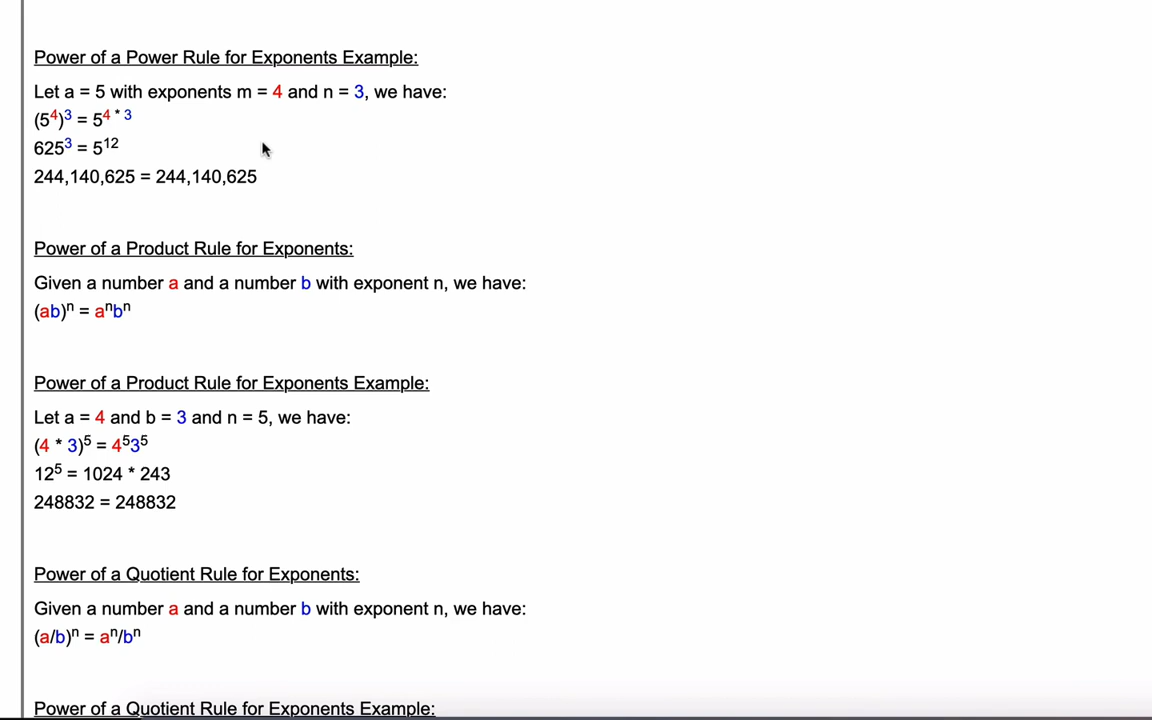 Power of a Power Rule for Exponents Example:
Let a = 5 with exponents m = 4 and n = 3, we have:
(5⁴)³ = 5⁴ * ³
625³ = 5¹²
244,140,625 = 244,140,625
Power of a Product Rule for Exponents:
Given a number a and a number b with exponent n, we have:
(ab)ⁿ = aⁿbⁿ
Power of a Product Rule for Exponents Example:
Let a = 4 and b = 3 and n = 5, we have:
(4 * 3)⁵ = 4⁵3⁵
12⁵ = 1024 * 243
248832 = 248832
Power of a Quotient Rule for Exponents:
Given a number a and a number b with exponent n, we have:
(a/b)ⁿ = aⁿ/bⁿ
Power of a Quotient Rule for Exponents Example: